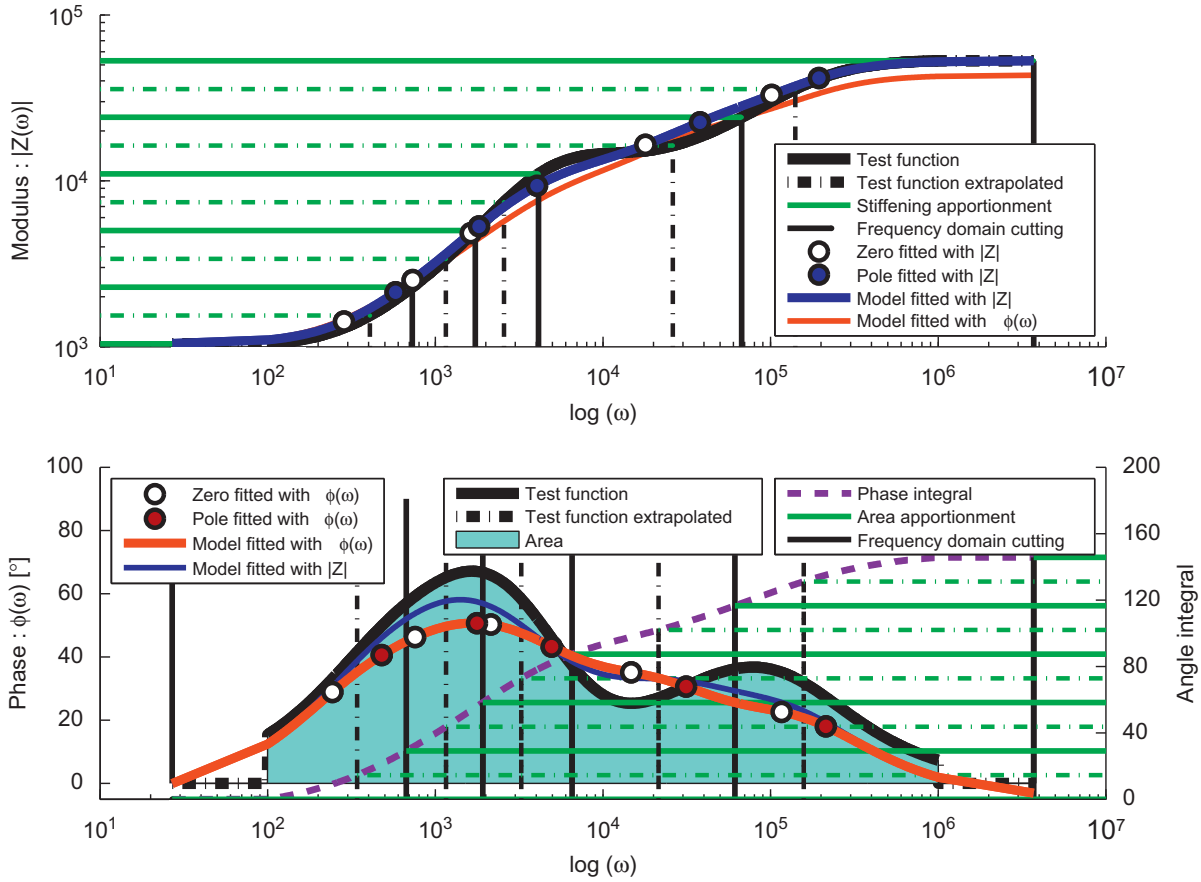 10^5
10^4
10^3
Modulus : |Z(ω)|
Test function
Test function extrapolated
Stiffening apportionment
Frequency domain cutting
Zero fitted with |Z|
Pole fitted with |Z|
Model fitted with |Z|
Model fitted with ϕ(ω)
10^1 10^2 10^3 10^4 10^5 10^6 10^7
log (ω)
100
80
60
40
20
0
Phase : ϕ(ω) [°]
Zero fitted with ϕ(ω)
Pole fitted with ϕ(ω)
Model fitted with ϕ(ω)
Model fitted with |Z|
Test function
Test function extrapolated
Area
Phase integral
Area apportionment
Frequency domain cutting
200
160
120
80
40
0
Angle integral
10^1 10^2 10^3 10^4 10^5 10^6 10^7
log (ω)